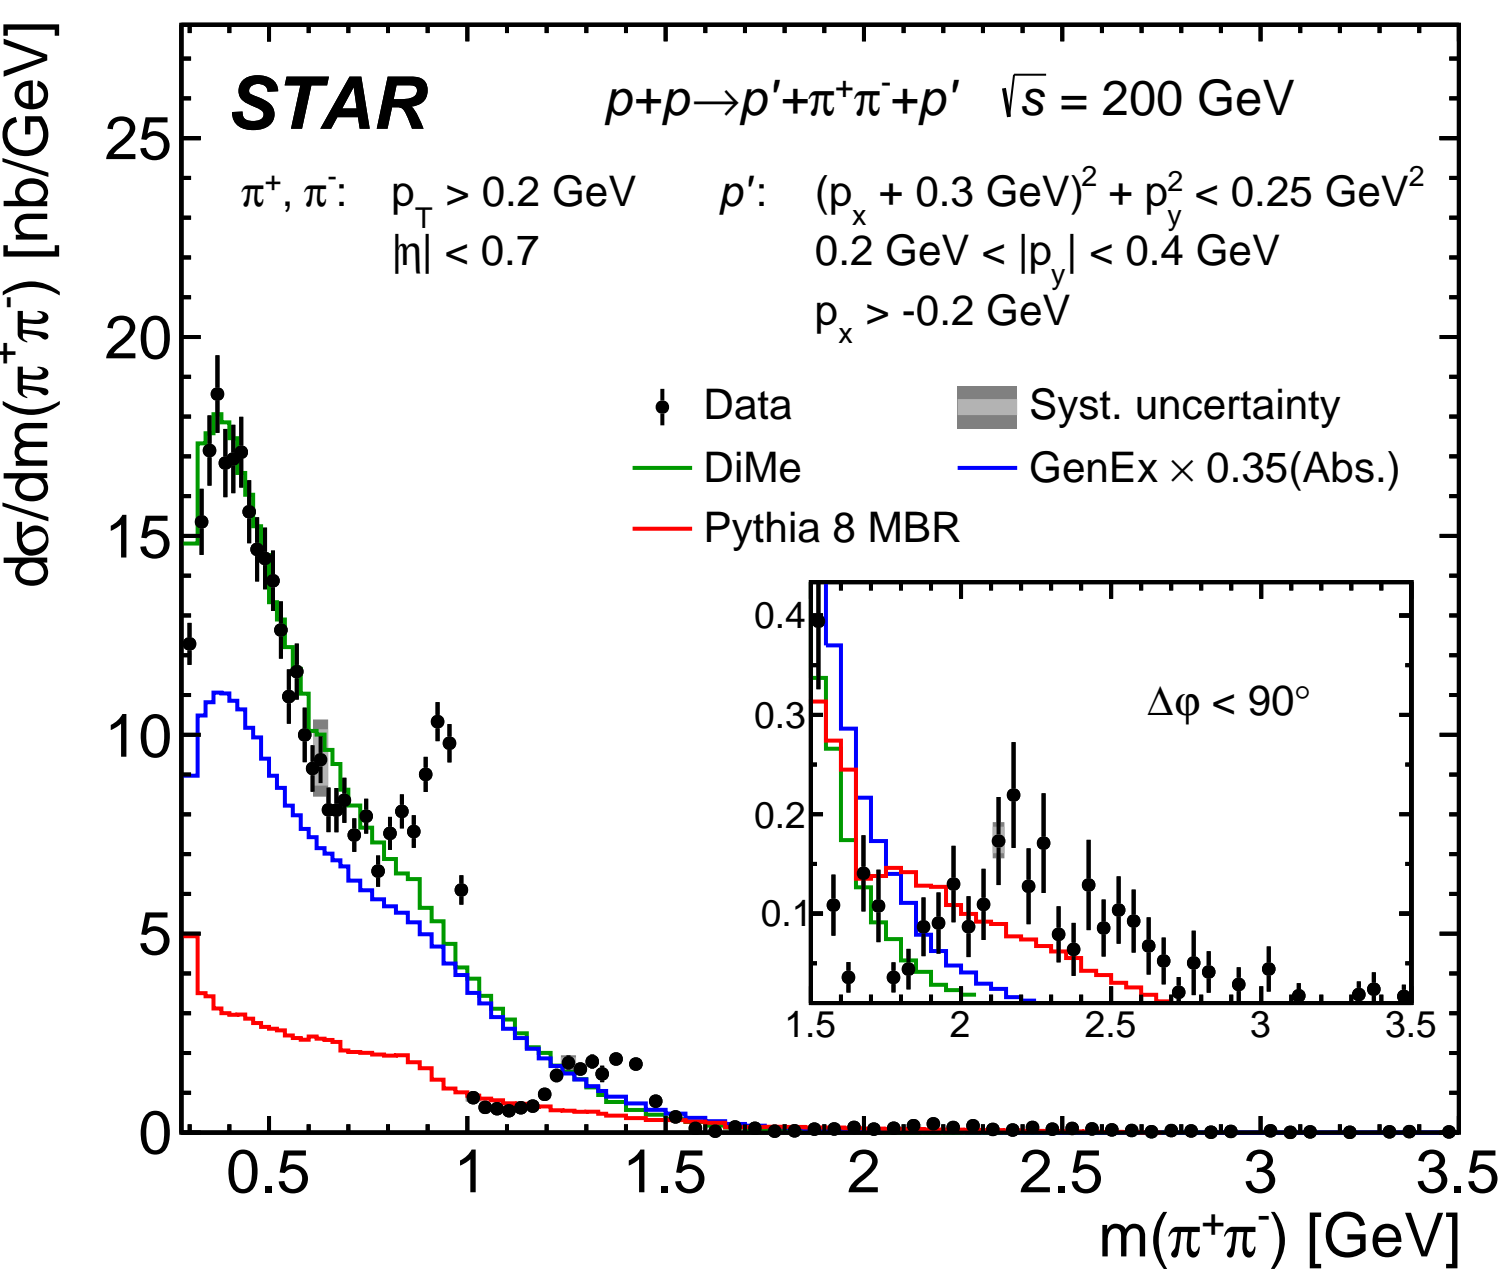 dσ/dm(π⁺π⁻) [nb/GeV]
STAR
p+p→p′+π⁺π⁻+p′ √s = 200 GeV
π⁺, π⁻: p_T > 0.2 GeV
|η| < 0.7
p′: (p_x + 0.3 GeV)² + p_y² < 0.25 GeV²
0.2 GeV < |p_y| < 0.4 GeV
p_x > -0.2 GeV
Data
Syst. uncertainty
DiMe
GenEx × 0.35(Abs.)
Pythia 8 MBR
25
20
15
10
5
0
0.4
0.3
0.2
0.1
Δφ < 90°
1.5 2 2.5 3 3.5
0.5 1 1.5 2 2.5 3 3.5
m(π⁺π⁻) [GeV]